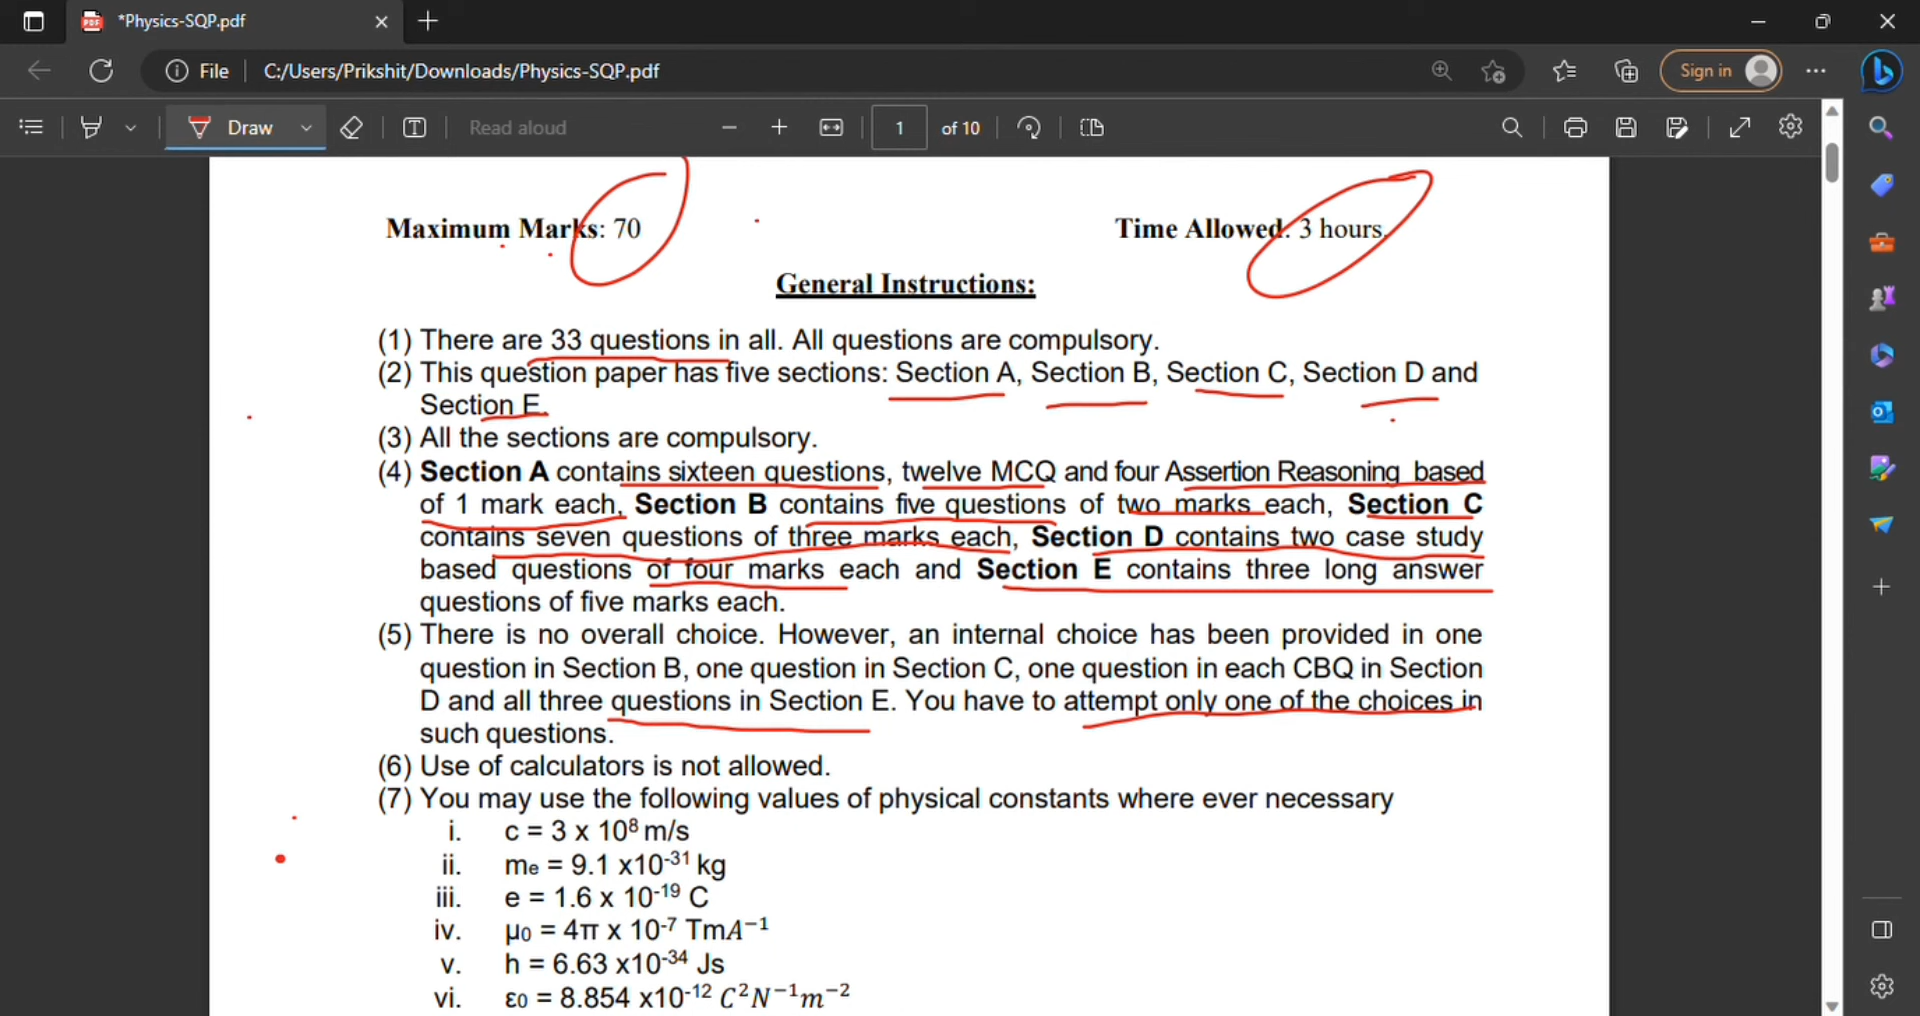 *Physics-SQP.pdf
File
C:/Users/Prikshit/Downloads/Physics-SQP.pdf
Sign in
Draw
Read aloud
1 of 10
Maximum Marks: 70 Time Allowed: 3 hours.
General Instructions:
(1) There are 33 questions in all. All questions are compulsory.
(2) This question paper has five sections: Section A, Section B, Section C, Section D and
Section E.
(3) All the sections are compulsory.
(4) Section A contains sixteen questions, twelve MCQ and four Assertion Reasoning based
of 1 mark each, Section B contains five questions of two marks each, Section C
contains seven questions of three marks each, Section D contains two case study
based questions of four marks each and Section E contains three long answer
questions of five marks each.
(5) There is no overall choice. However, an internal choice has been provided in one
question in Section B, one question in Section C, one question in each CBQ in Section
D and all three questions in Section E. You have to attempt only one of the choices in
such questions.
(6) Use of calculators is not allowed.
(7) You may use the following values of physical constants where ever necessary
i. c = 3 x 10⁸ m/s
ii. mₑ = 9.1 x10⁻³¹ kg
iii. e = 1.6 x 10⁻¹⁹ C
iv. µ₀ = 4π x 10⁻⁷ TmA⁻¹
v. h = 6.63 x10⁻³⁴ Js
vi. ε₀ = 8.854 x10⁻¹² C²N⁻¹m⁻²